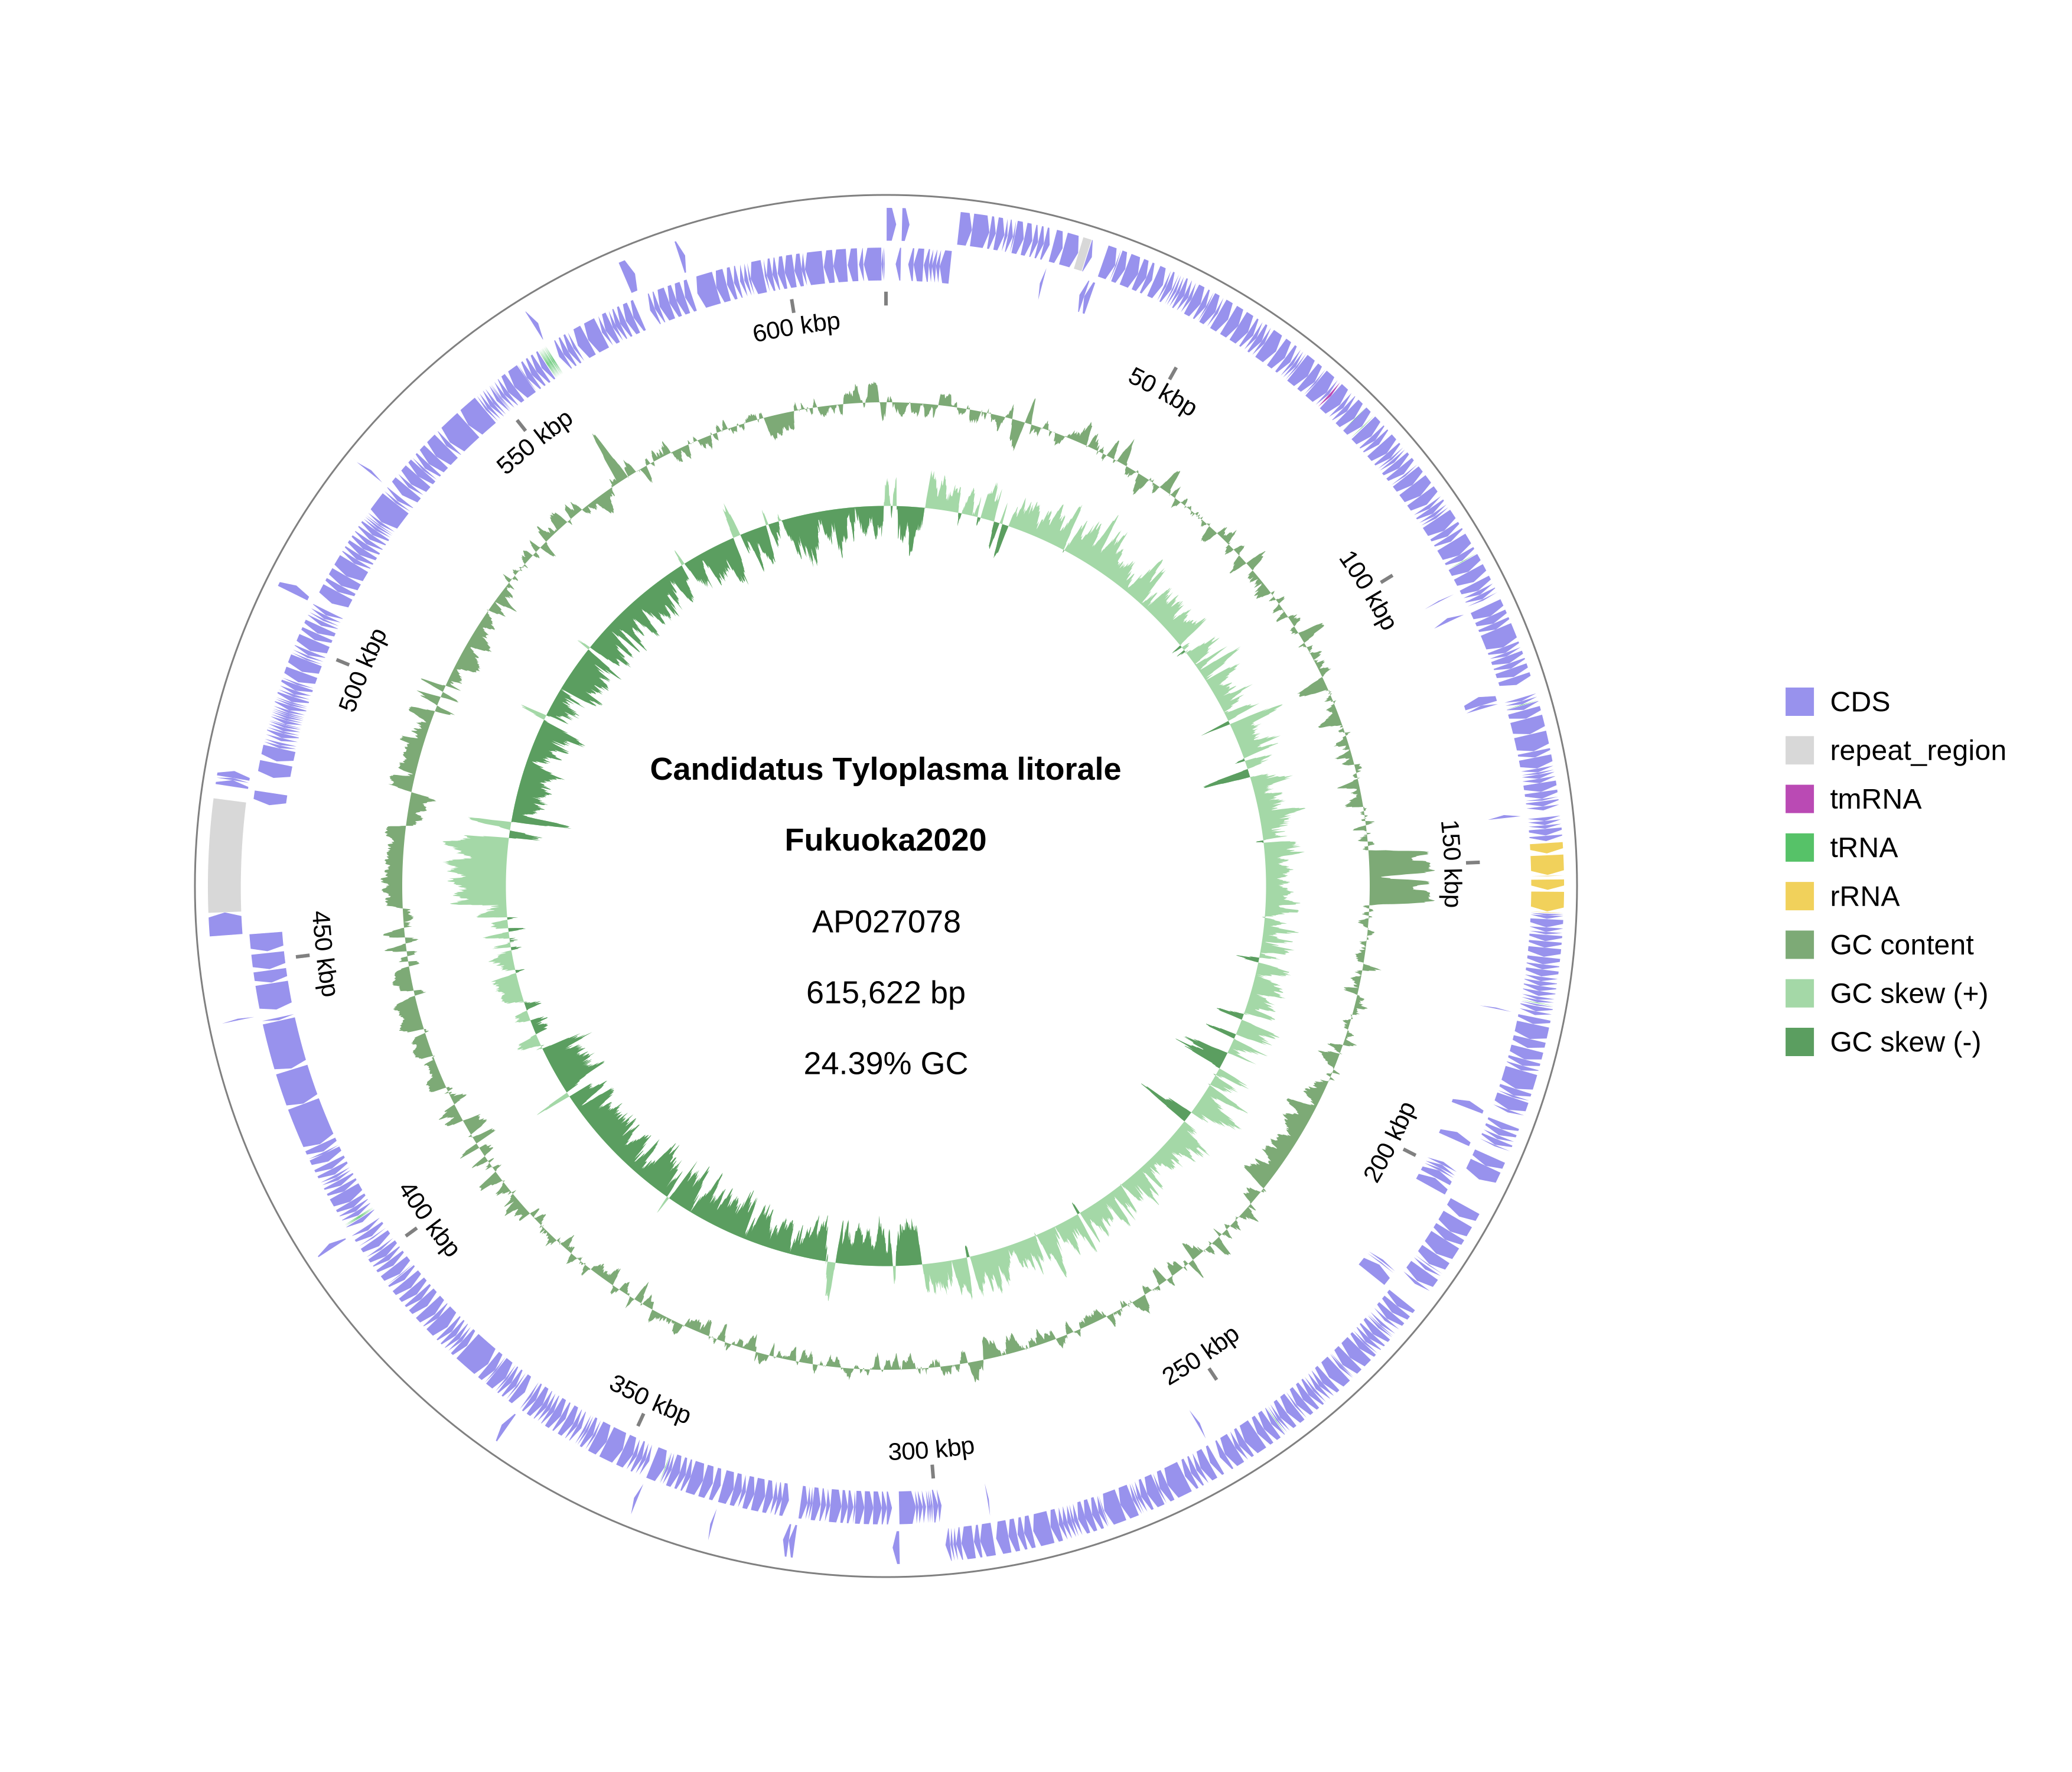 600 kbp
50 kbp
550 kbp
100 kbp
500 kbp
150 kbp
450 kbp
200 kbp
400 kbp
250 kbp
350 kbp
300 kbp
Candidatus Tyloplasma litorale
Fukuoka2020
AP027078
615,622 bp
24.39% GC
CDS
repeat_region
tmRNA
tRNA
rRNA
GC content
GC skew (+)
GC skew (-)